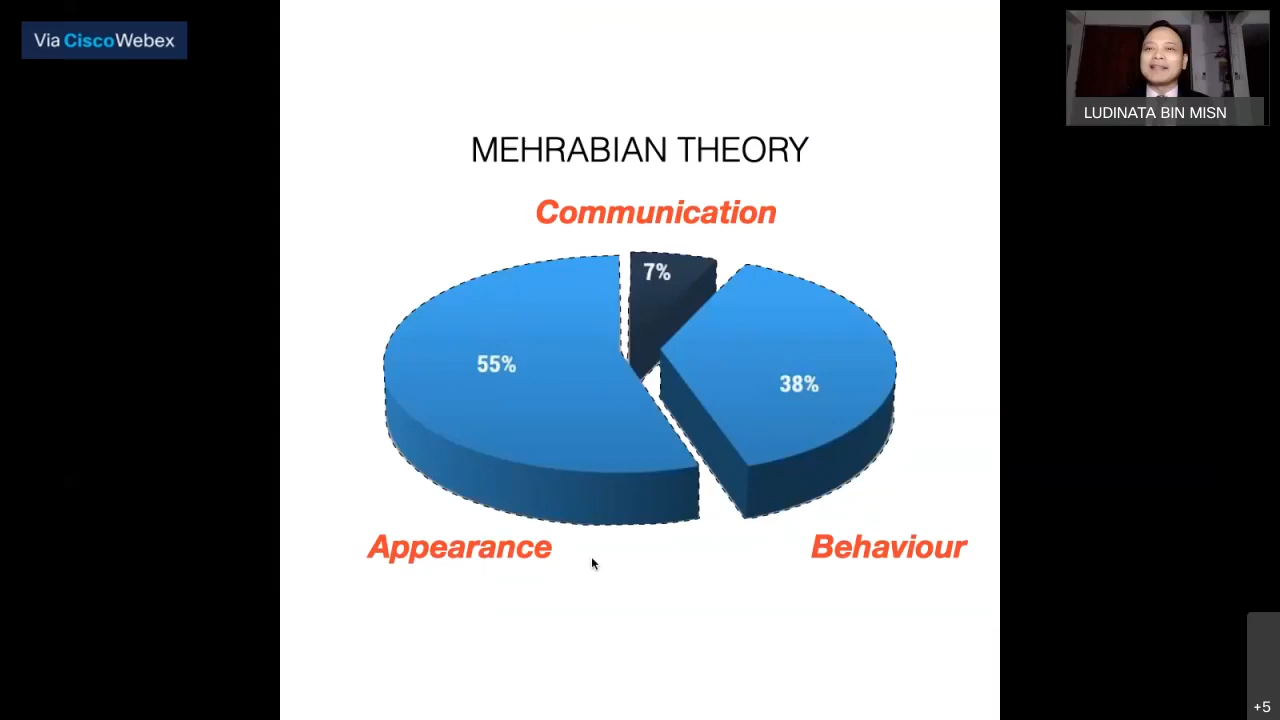 Via CiscoWebex
LUDINATA BIN MISN
MEHRABIAN THEORY
Communication
7%
55%
38%
Appearance
Behaviour
+5